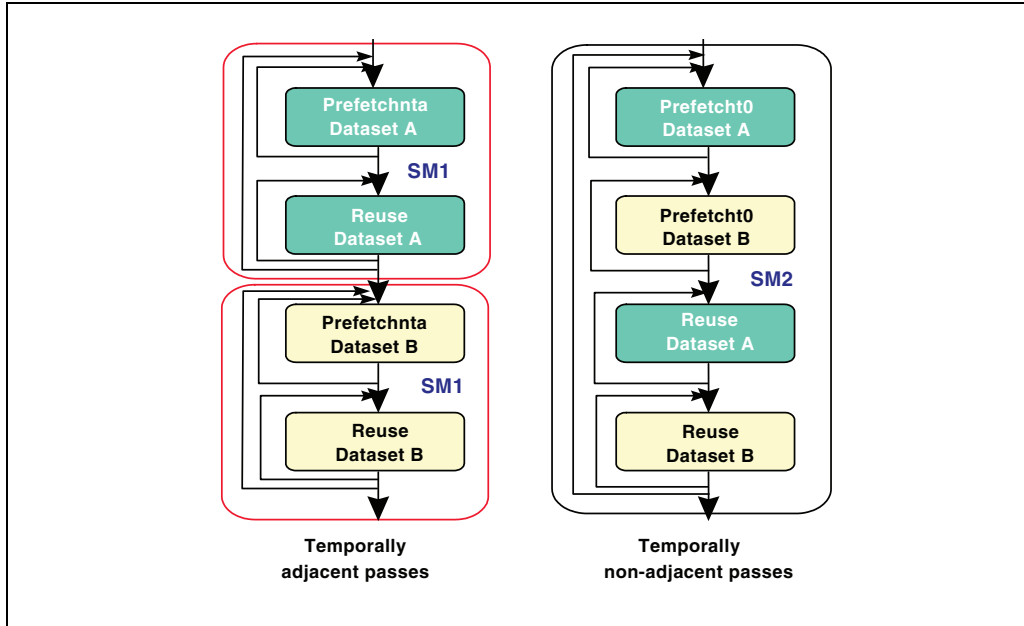 Prefetchnta
Dataset A
SM1
Reuse
Dataset A
Prefetchnta
Dataset B
SM1
Reuse
Dataset B
Temporally
adjacent passes
Prefetcht0
Dataset A
Prefetcht0
Dataset B
SM2
Reuse
Dataset A
Reuse
Dataset B
Temporally
non-adjacent passes